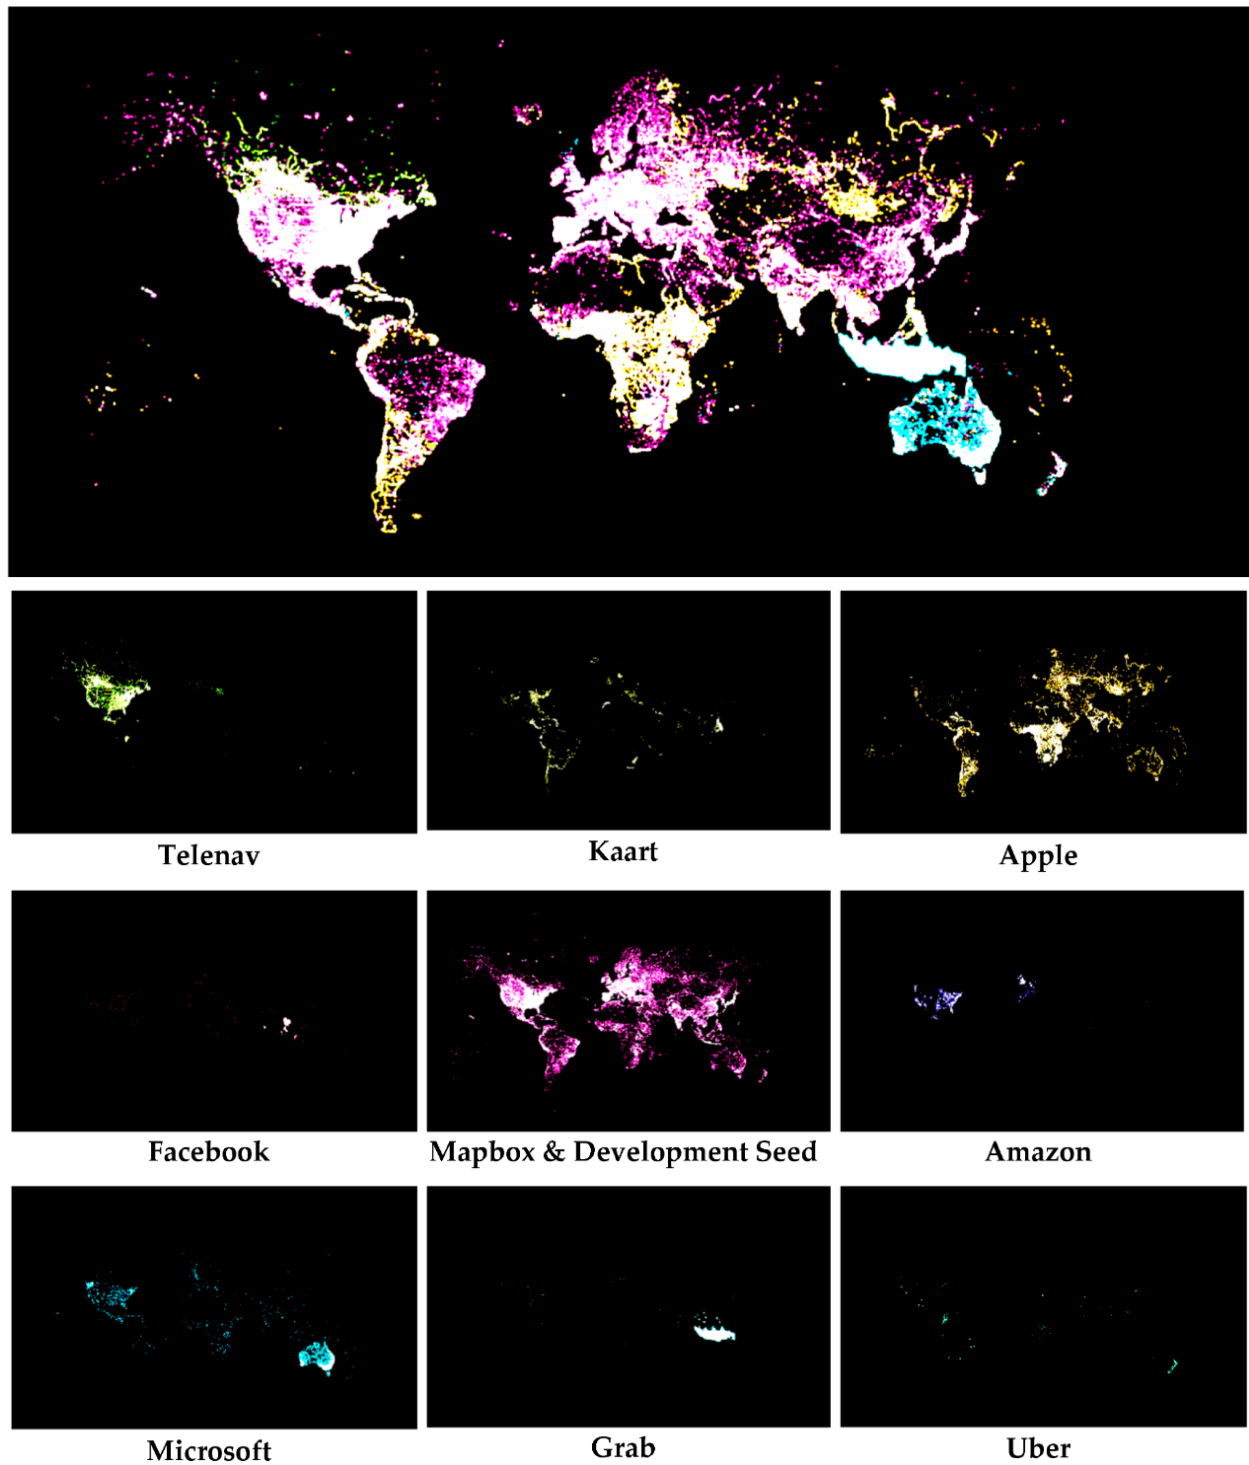 Telenav
Kaart
Apple
Facebook
Mapbox & Development Seed
Amazon
Microsoft
Grab
Uber